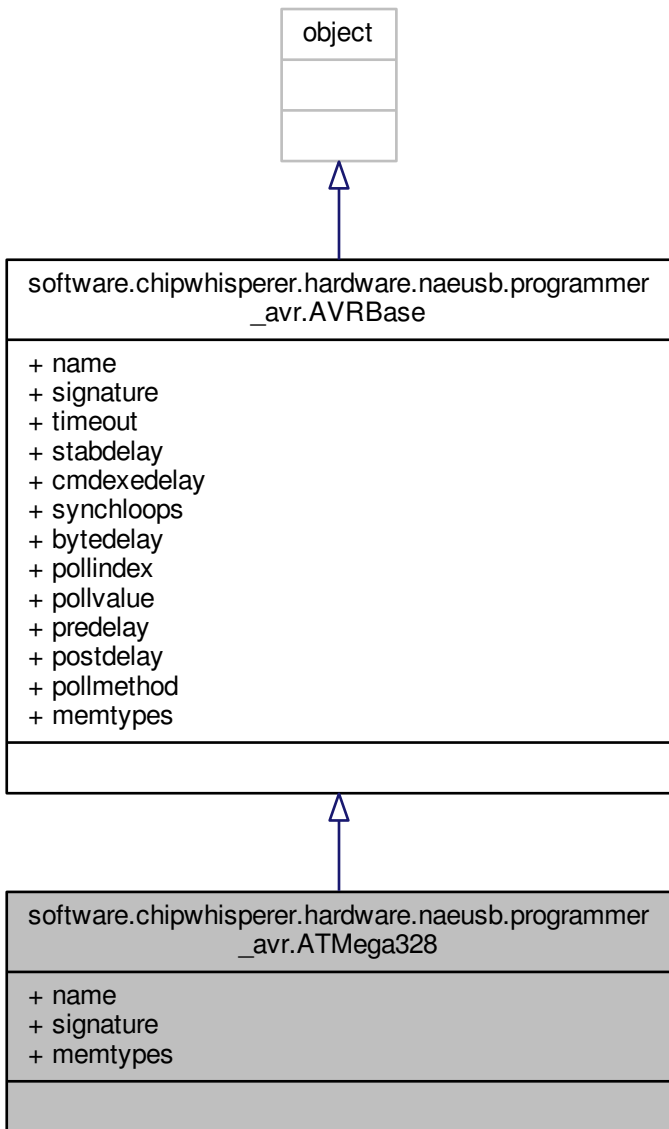 object
software.chipwhisperer.hardware.naeusb.programmer
_avr.AVRBase
+ name
+ signature
+ timeout
+ stabdelay
+ cmdexedelay
+ synchloops
+ bytedelay
+ pollindex
+ pollvalue
+ predelay
+ postdelay
+ pollmethod
+ memtypes
software.chipwhisperer.hardware.naeusb.programmer
_avr.ATMega328
+ name
+ signature
+ memtypes